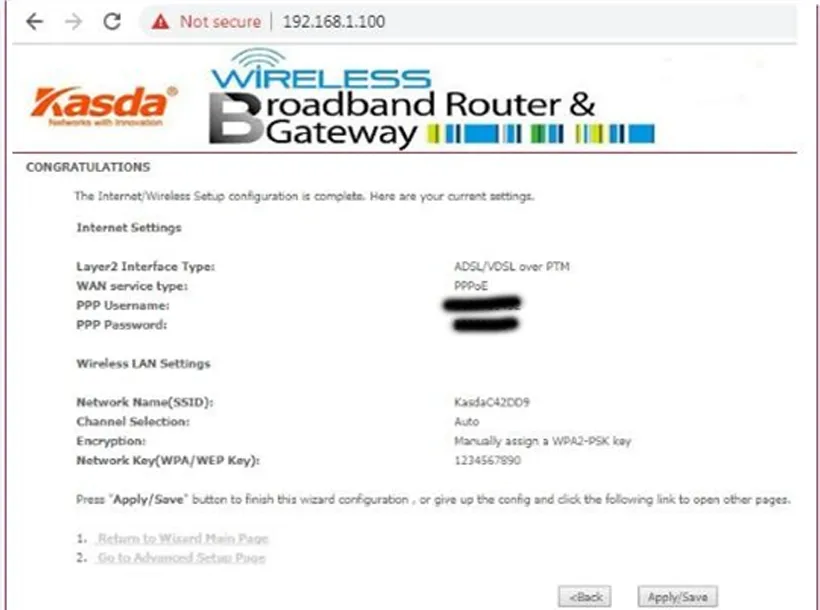 Not secure | 192.168.1.100
Kasda®
Networks with Innovation
WIRELESS
Broadband Router &
Gateway
CONGRATULATIONS
The Internet/Wireless Setup configuration is complete. Here are your current settings.
Internet Settings
Layer2 Interface Type: ADSL/VDSL over PTM
WAN service type: PPPoE
PPP Username:
PPP Password:
Wireless LAN Settings
Network Name(SSID): KasdaC42DD9
Channel Selection: Auto
Encryption: Manually assign a WPA2-PSK key
Network Key(WPA/WEP Key): 1234567890
Press "Apply/Save" button to finish this wizard configuration , or give up the config and click the following link to open other pages.
1. Return to Wizard Main Page
2. Go to Advanced Setup Page
<Back Apply/Save